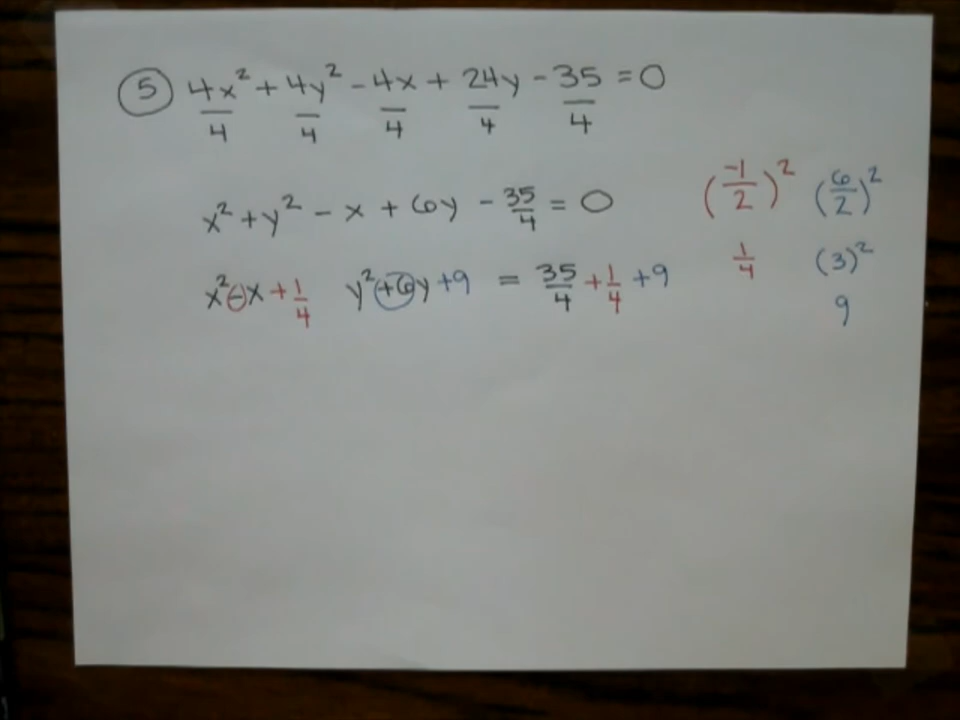 ⑤ 4x²/4 + 4y²/4 - 4x/4 + 24y/4 - 35/4 = 0
x² + y² - x + 6y - 35/4 = 0
x² - x + 1/4 y² + 6y + 9 = 35/4 + 1/4 + 9
(-1/2)² (6/2)²
1/4 (3)²
9